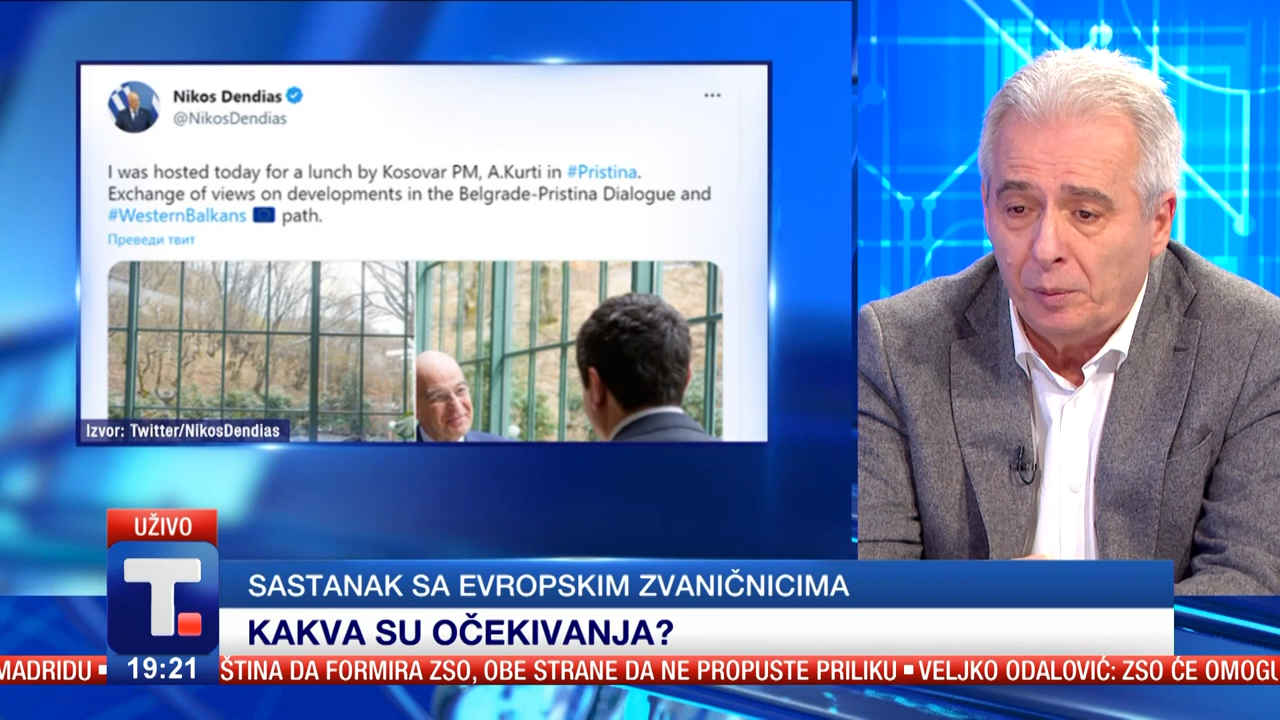 Nikos Dendias
@NikosDendias
I was hosted today for a lunch by Kosovar PM, A.Kurti in #Pristina.
Exchange of views on developments in the Belgrade-Pristina Dialogue and
#WesternBalkans path.
Преведи твит
Izvor: Twitter/NikosDendias
UŽIVO
T.
SASTANAK SA EVROPSKIM ZVANIČNICIMA
KAKVA SU OČEKIVANJA?
19:21
MADRIDU ▪ ŠTINA DA FORMIRA ZSO, OBE STRANE DA NE PROPUSTE PRILIKU ▪ VELJKO ODALOVIĆ: ZSO ĆE OMOGU